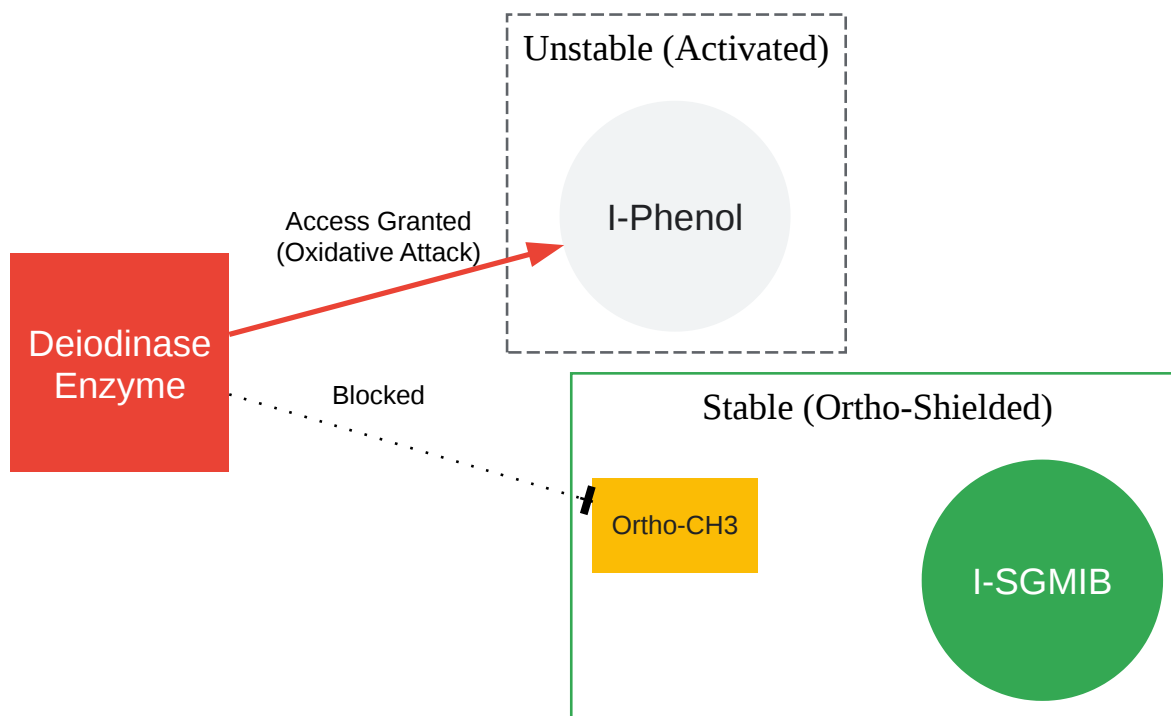 Unstable (Activated)
I-Phenol
Access Granted
(Oxidative Attack)
Deiodinase
Enzyme
Blocked
Stable (Ortho-Shielded)
Ortho-CH3
I-SGMIB